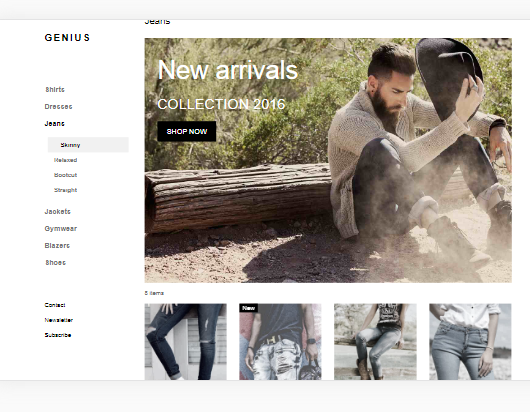 Jeans
GENIUS
Shirts
Dresses
Jeans
Skinny
Relaxed
Bootcut
Straight
Jackets
Gymwear
Blazers
Shoes
Contact
Newsletter
Subscribe
New arrivals
COLLECTION 2016
SHOP NOW
8 items
New